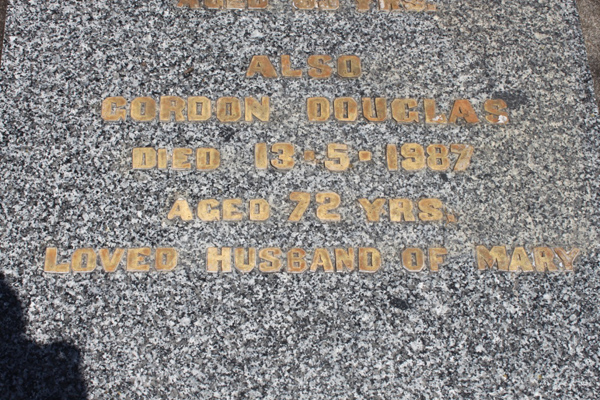 ALSO
GORDON DOUGLAS
DIED 13-5-1987
AGED 72 YRS.
LOVED HUSBAND OF MARY